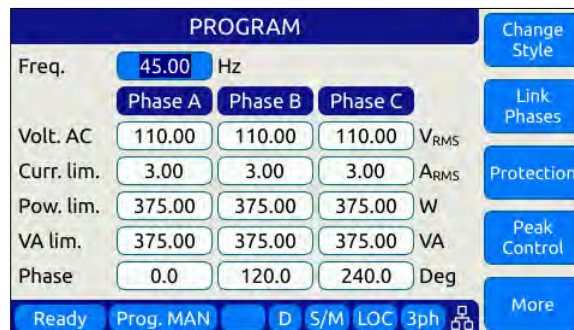 PROGRAM
Freq. 45.00 Hz
Phase A Phase B Phase C
Volt. AC 110.00 110.00 110.00 VRMS
Curr. lim. 3.00 3.00 3.00 ARMS
Pow. lim. 375.00 375.00 375.00 W
VA lim. 375.00 375.00 375.00 VA
Phase 0.0 120.0 240.0 Deg
Ready Prog. MAN D S/M LOC 3ph
Change
Style
Link
Phases
Protection
Peak
Control
More